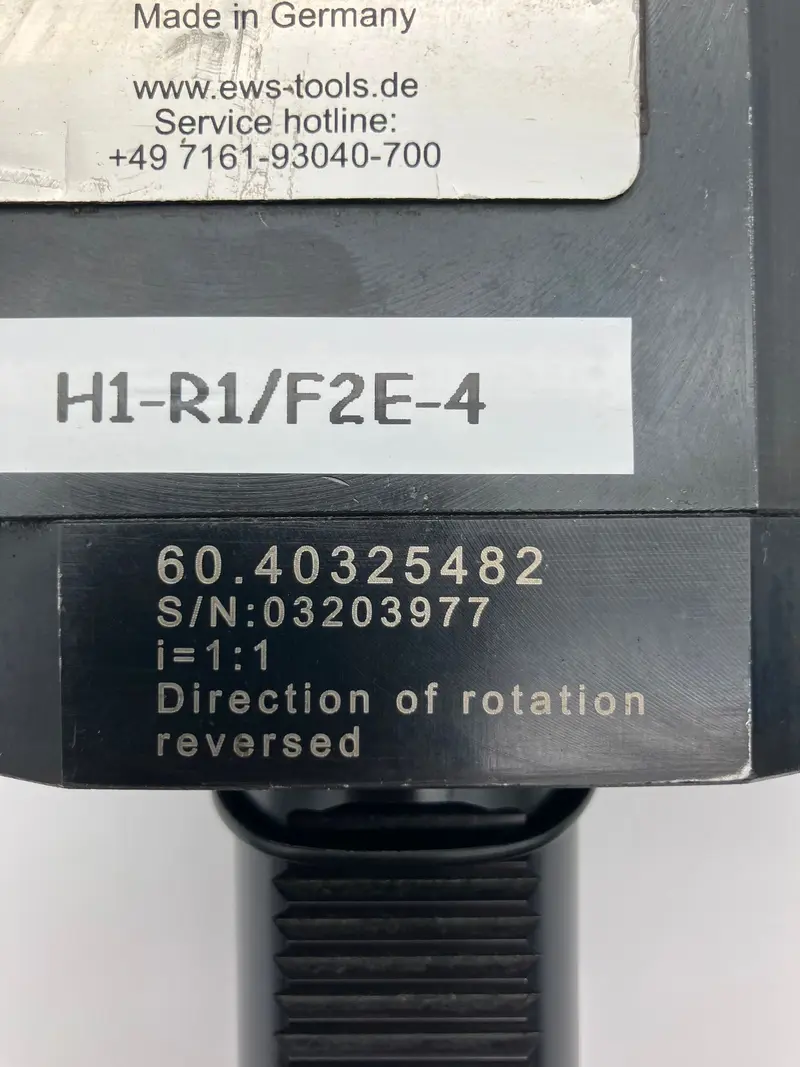 Made in Germany
www.ews-tools.de
Service hotline:
+49 7161-93040-700
H1-R1/F2E-4
60.40325482
S/N:03203977
i=1:1
Direction of rotation
reversed